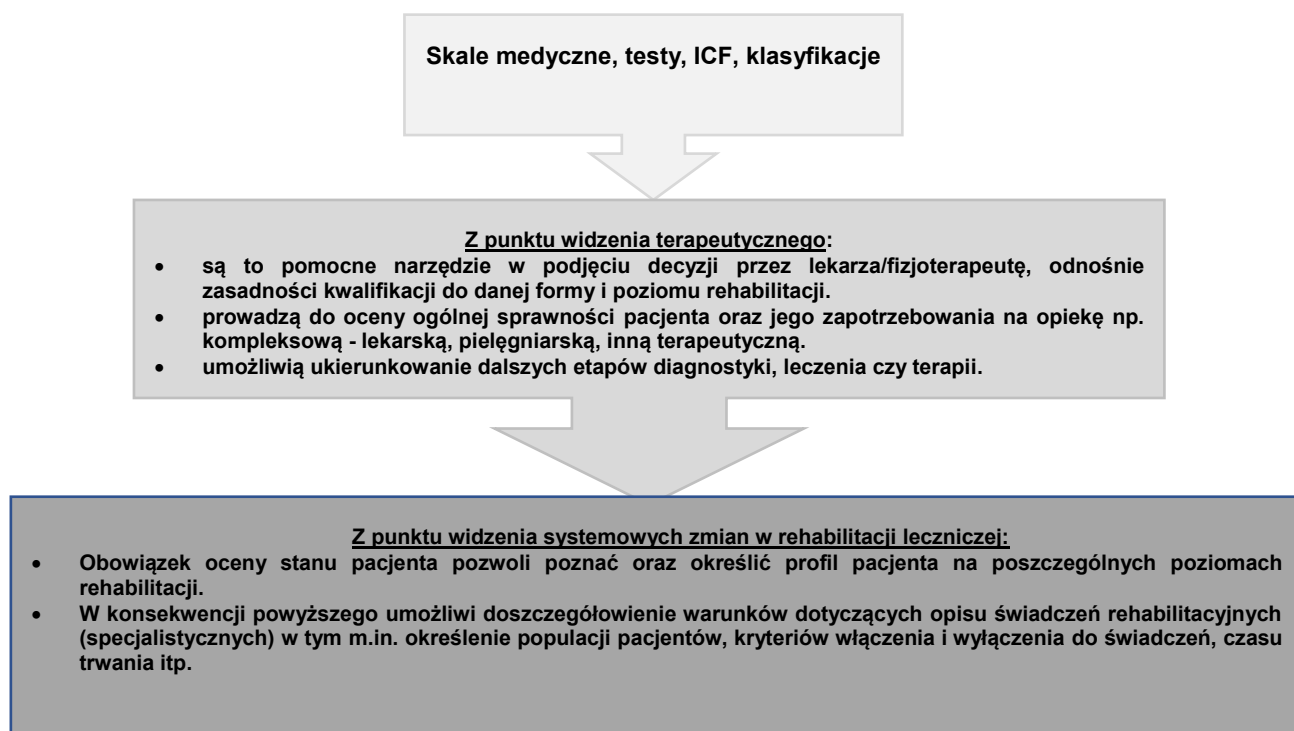 Skale medyczne, testy, ICF, klasyfikacje
Z punktu widzenia terapeutycznego:
• są to pomocne narzędzie w podjęciu decyzji przez lekarza/fizjoterapeutę, odnośnie
zasadności kwalifikacji do danej formy i poziomu rehabilitacji.
• prowadzą do oceny ogólnej sprawności pacjenta oraz jego zapotrzebowania na opiekę np.
kompleksową - lekarską, pielęgniarską, inną terapeutyczną.
• umożliwią ukierunkowanie dalszych etapów diagnostyki, leczenia czy terapii.
Z punktu widzenia systemowych zmian w rehabilitacji leczniczej:
• Obowiązek oceny stanu pacjenta pozwoli poznać oraz określić profil pacjenta na poszczególnych poziomach
rehabilitacji.
• W konsekwencji powyższego umożliwi doszczegółowienie warunków dotyczących opisu świadczeń rehabilitacyjnych
(specjalistycznych) w tym m.in. określenie populacji pacjentów, kryteriów włączenia i wyłączenia do świadczeń, czasu
trwania itp.